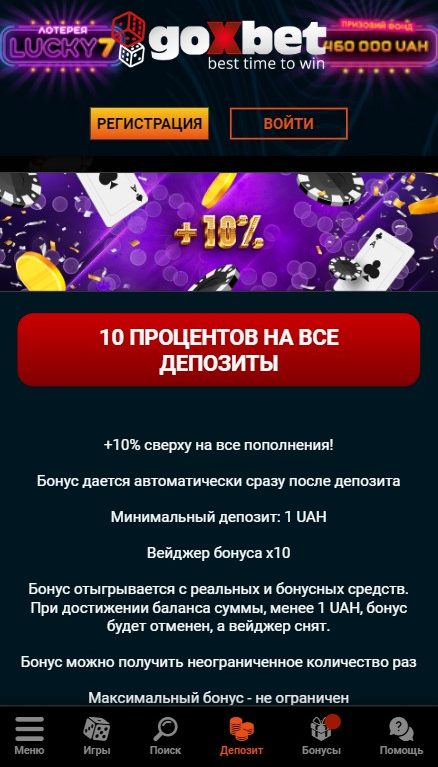 ЛОТЕРЕЯ
LUCKY7
goXbet
best time to win
ПРИЗОВИЙ ФОНД
460 000 UAH
РЕГИСТРАЦИЯ
ВОЙТИ
+10%
10 ПРОЦЕНТОВ НА ВСЕ
ДЕПОЗИТЫ
+10% сверху на все пополнения!
Бонус дается автоматически сразу после депозита
Минимальный депозит: 1 UAH
Вейджер бонуса x10
Бонус отыгрывается с реальных и бонусных средств.
При достижении баланса суммы, менее 1 UAH, бонус
будет отменен, а вейджер снят.
Бонус можно получить неограниченное количество раз
Максимальный бонус - не ограничен
Меню
Игры
Поиск
Депозит
Бонусы
Помощь